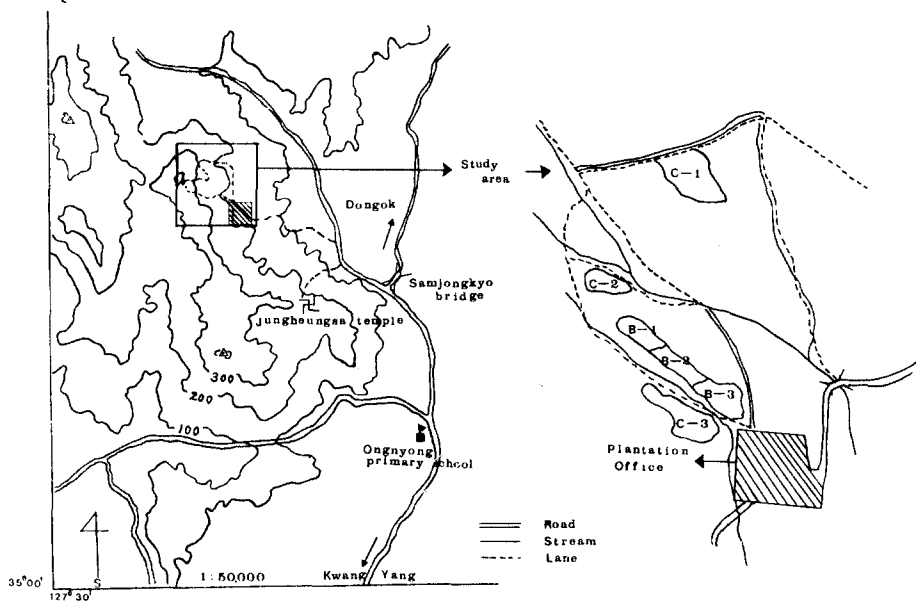 Study
area
C-1
Dongok
C-2
Samjongkyo
bridge
jungheungsa temple
B-1
B-2
300
B-3
200
C-3
100
Ongnyong
primary school
Plantation
Office
Road
Stream
Lane
S
1:50,000
Kwang Yang
35°00'
127°30'